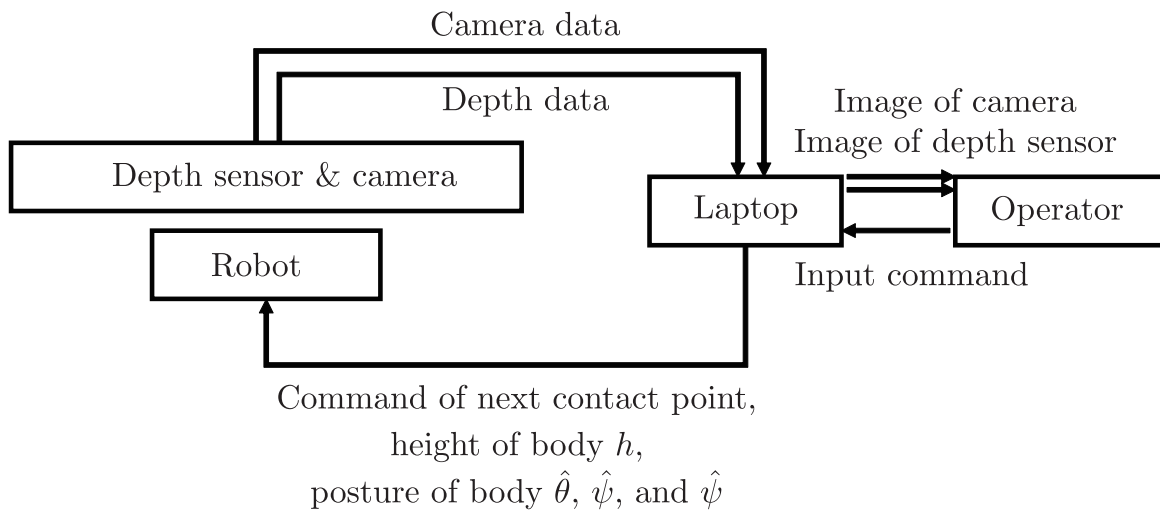 Camera data
Depth data
Image of camera
Image of depth sensor
Depth sensor & camera
Laptop
Operator
Robot
Input command
Command of next contact point,
height of body h,
posture of body θ̂, ψ̂, and ψ̂